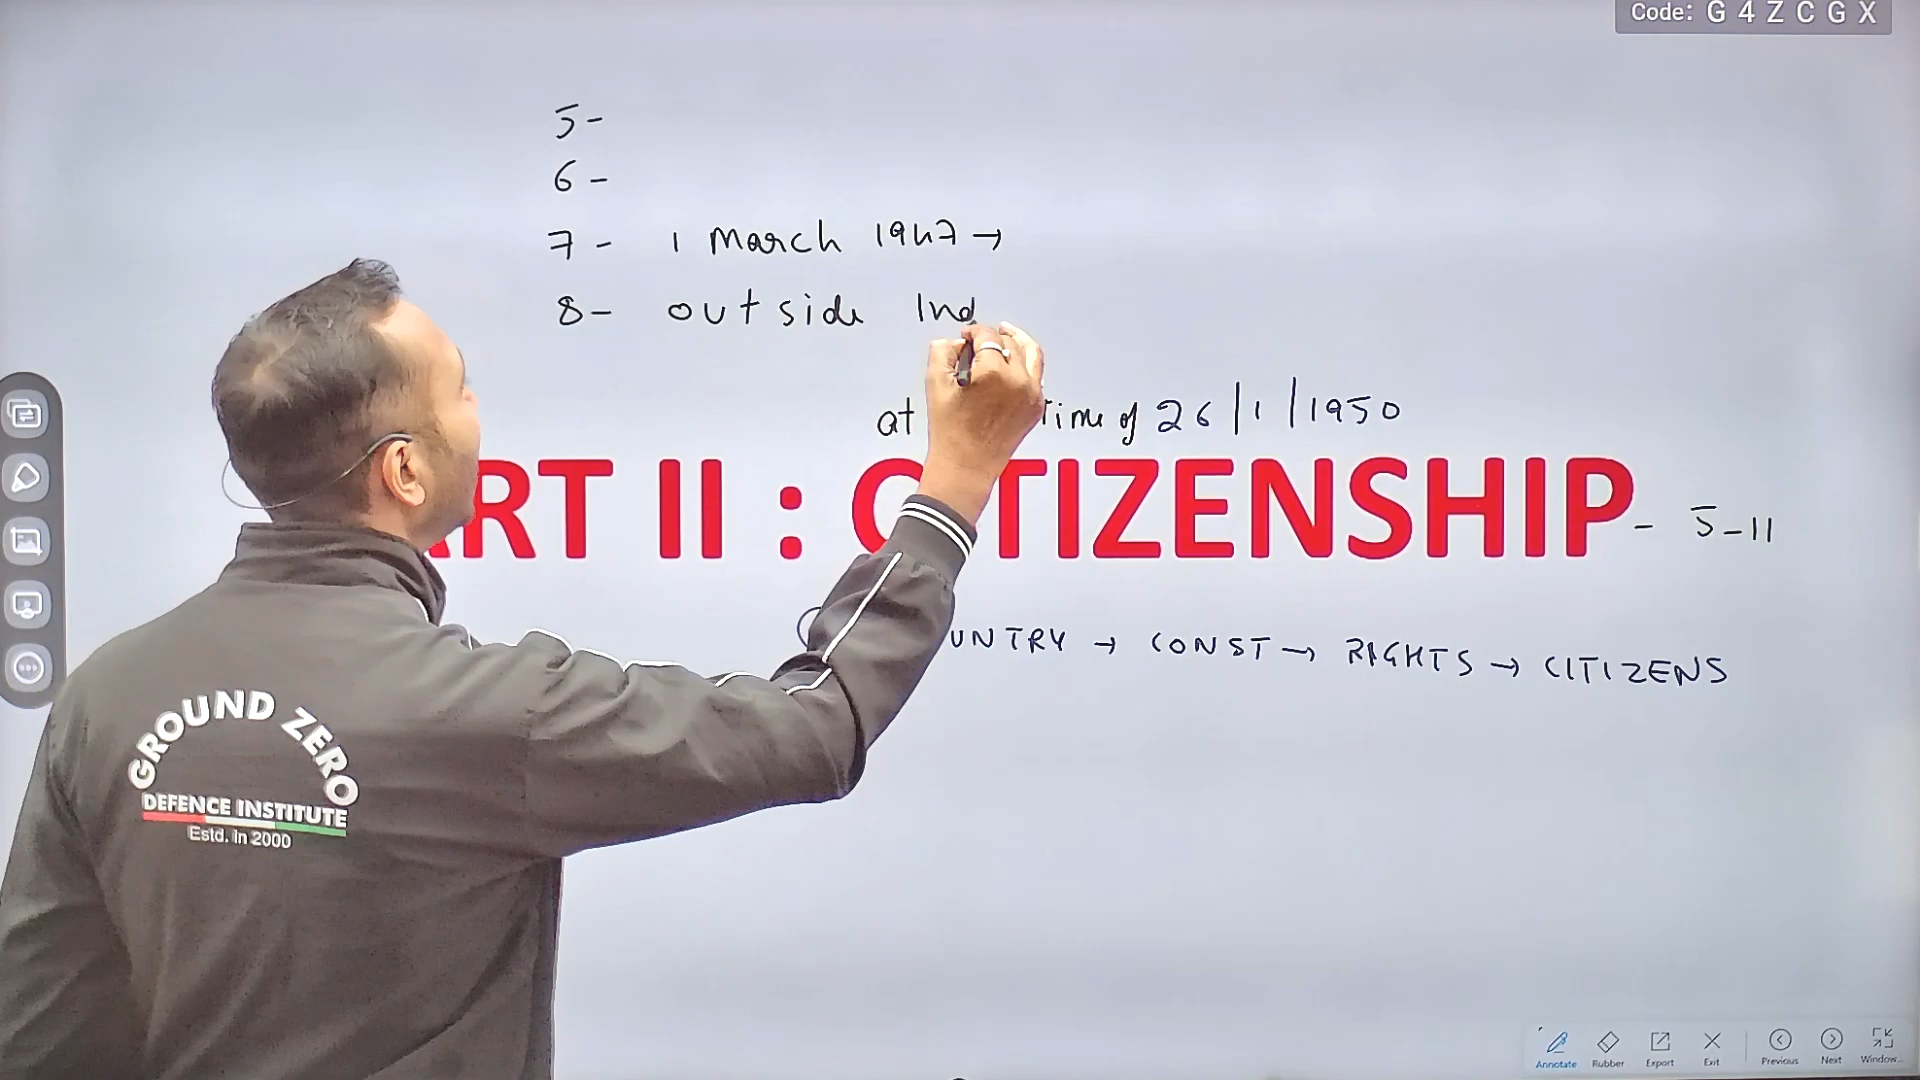 Code: G 4 Z C G X
5-
6-
7- 1 March 1947 →
8- outside Ind
at time of 26/1/1950
ART II : CITIZENSHIP - 5-11
UNTRY → CONST → RIGHTS → CITIZENS
GROUND ZERO
DEFENCE INSTITUTE
Estd. In 2000
Annotate Rubber Export Exit Previous Next Window...